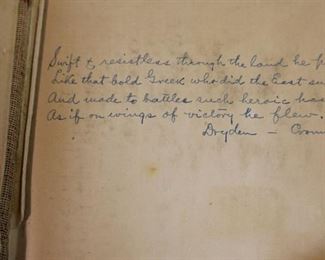 Swift & resistless through the land he
Like that bold Greek who did the East
And made to battles such heroic
As if on wings of victory he flew.
Dryden –